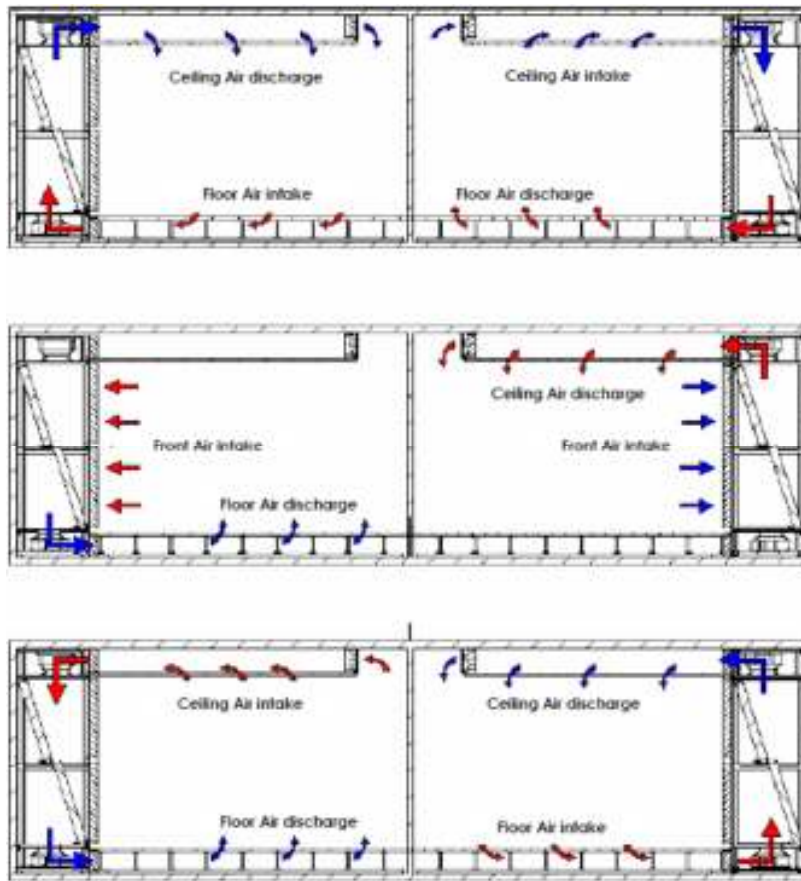 Ceiling Air discharge
Ceiling Air intake
Floor Air intake
Floor Air discharge
Ceiling Air discharge
Front Air intake
Front Air intake
Floor Air discharge
Ceiling Air intake
Ceiling Air discharge
Floor Air discharge
Floor Air intake